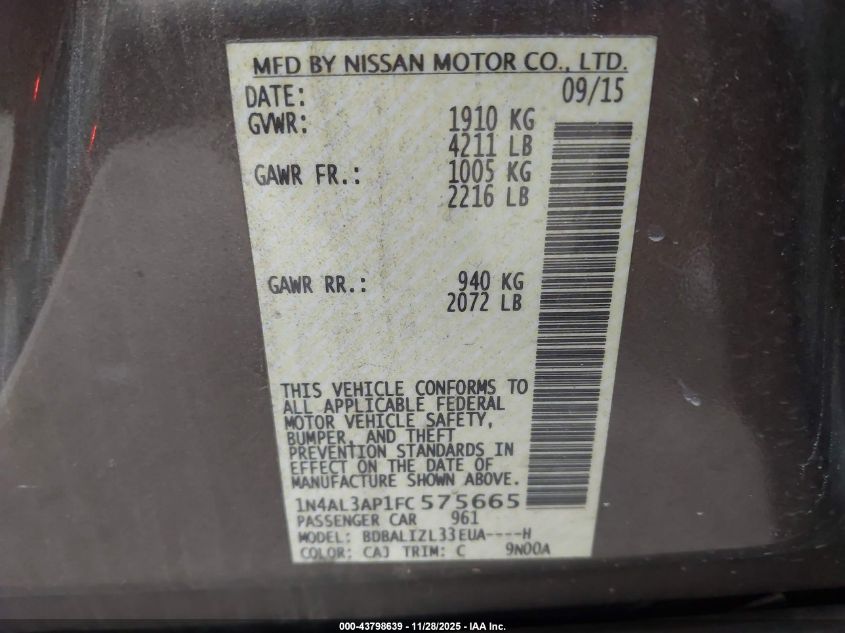 MFD BY NISSAN MOTOR CO., LTD.
DATE: 09/15
GVWR: 1910 KG
4211 LB
GAWR FR.: 1005 KG
2216 LB
GAWR RR.: 940 KG
2072 LB
THIS VEHICLE CONFORMS TO
ALL APPLICABLE FEDERAL
MOTOR VEHICLE SAFETY,
BUMPER, AND THEFT
PREVENTION STANDARDS IN
EFFECT ON THE DATE OF
MANUFACTURE SHOWN ABOVE.
1N4AL3AP1FC575665
PASSENGER CAR 961
MODEL: BDBALIZL33EUA----H
COLOR: CAJ TRIM: C 9N00A
000-43798639 - 11/28/2025 - IAA Inc.